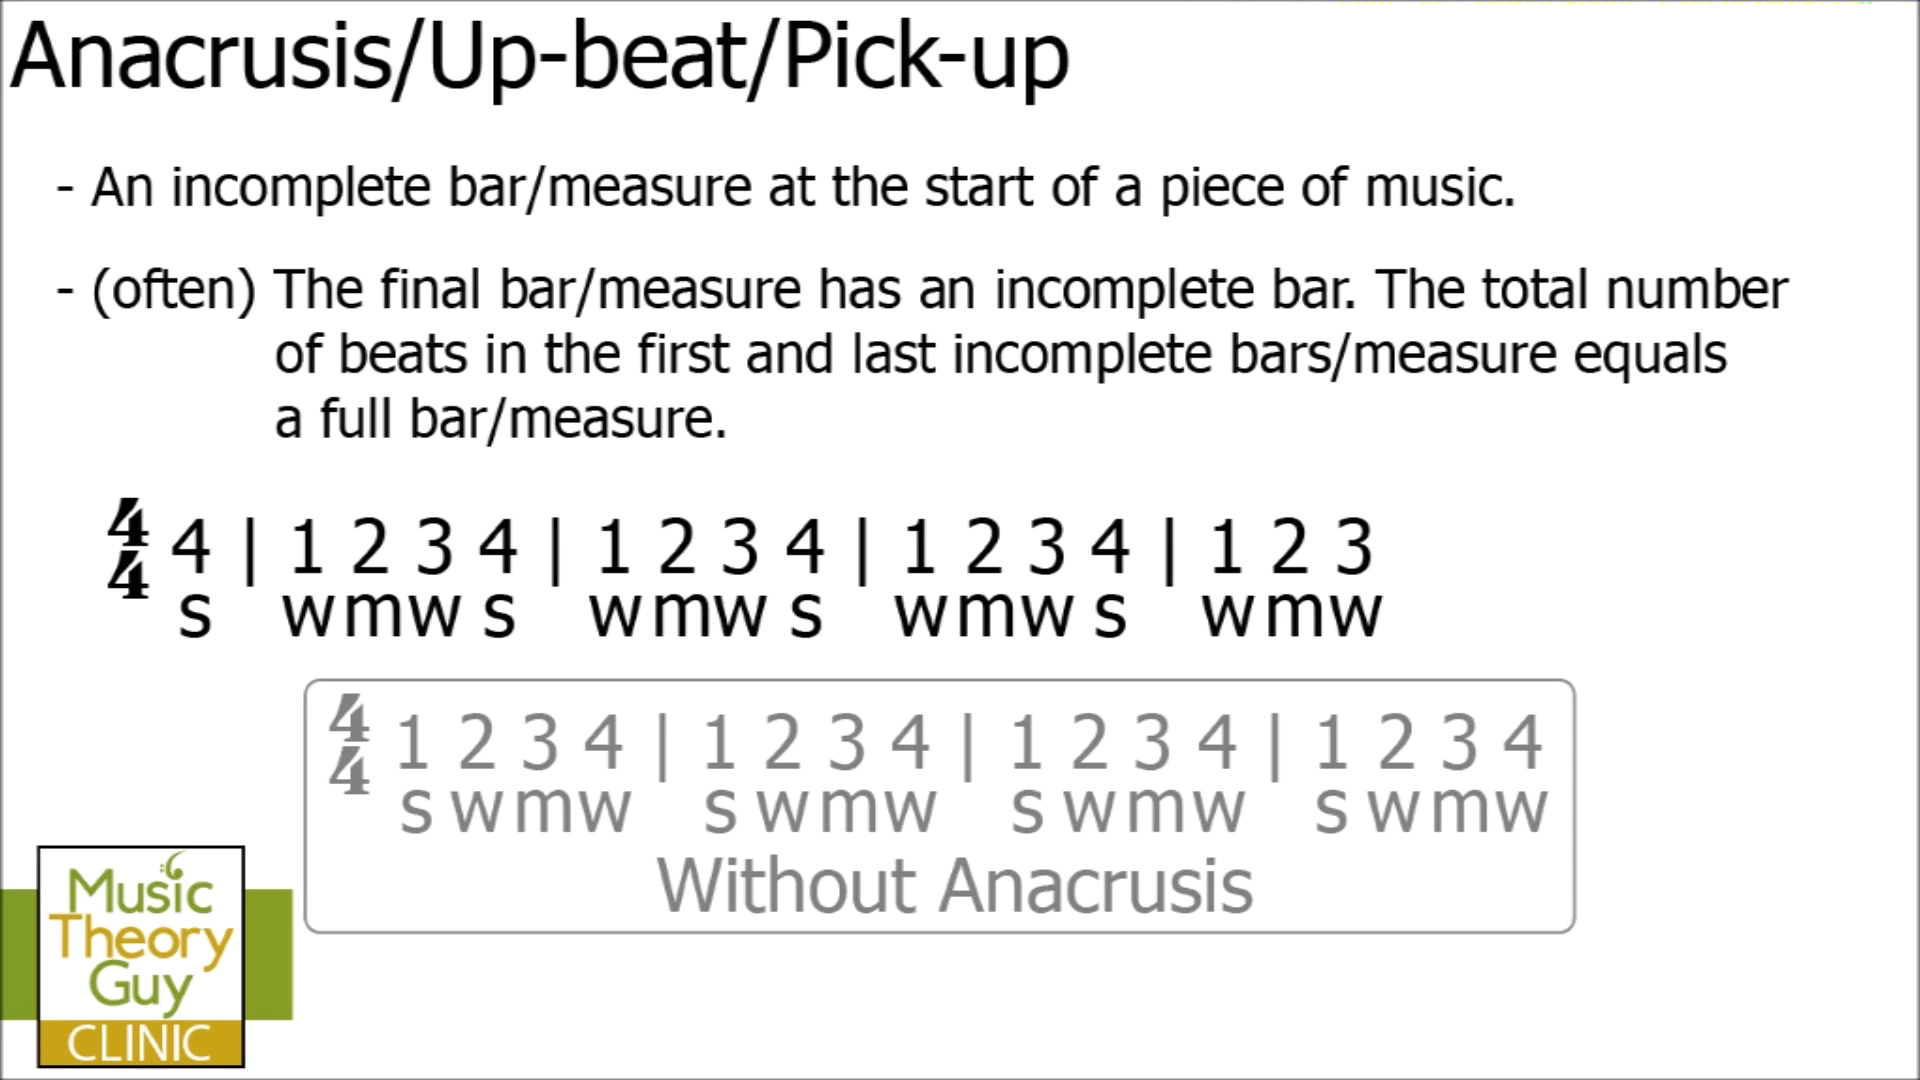 Anacrusis/Up-beat/Pick-up
- An incomplete bar/measure at the start of a piece of music.
- (often) The final bar/measure has an incomplete bar. The total number
of beats in the first and last incomplete bars/measure equals
a full bar/measure.
4/4 4 | 1 2 3 4 | 1 2 3 4 | 1 2 3 4 | 1 2 3
s w m w s w m w s w m w s w m w
4/4 1 2 3 4 | 1 2 3 4 | 1 2 3 4 | 1 2 3 4
s w m w s w m w s w m w s w m w
Without Anacrusis
Music
Theory
Guy
CLINIC